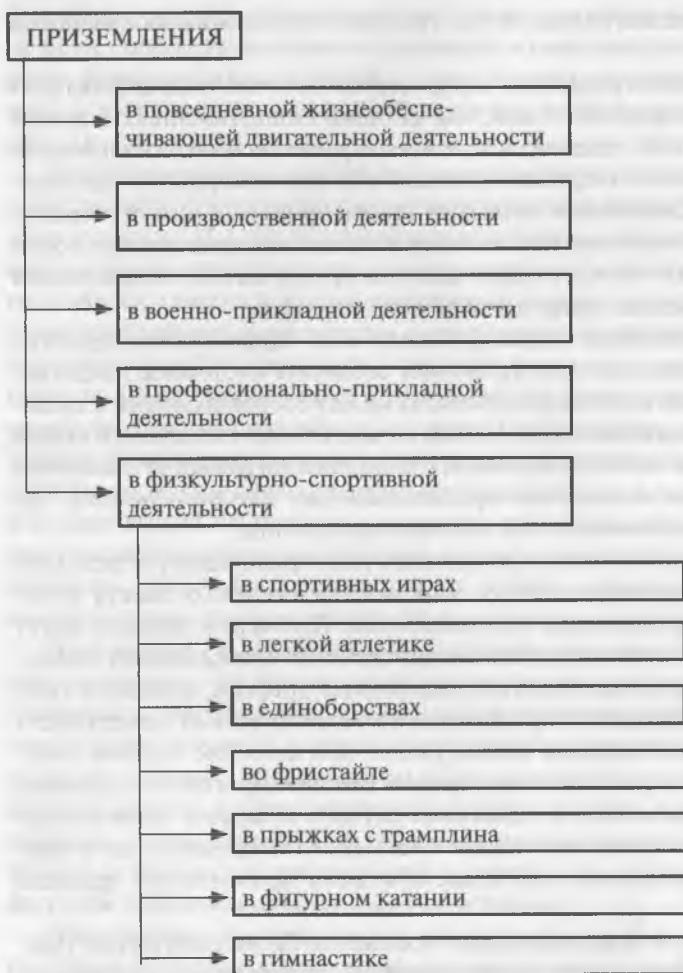 ПРИЗЕМЛЕНИЯ
в повседневной жизнеобеспе-
чивающей двигательной деятельности
в производственной деятельности
в военно-прикладной деятельности
в профессионально-прикладной
деятельности
в физкультурно-спортивной
деятельности
в спортивных играх
в легкой атлетике
в единоборствах
во фристайле
в прыжках с трамплина
в фигурном катании
в гимнастике